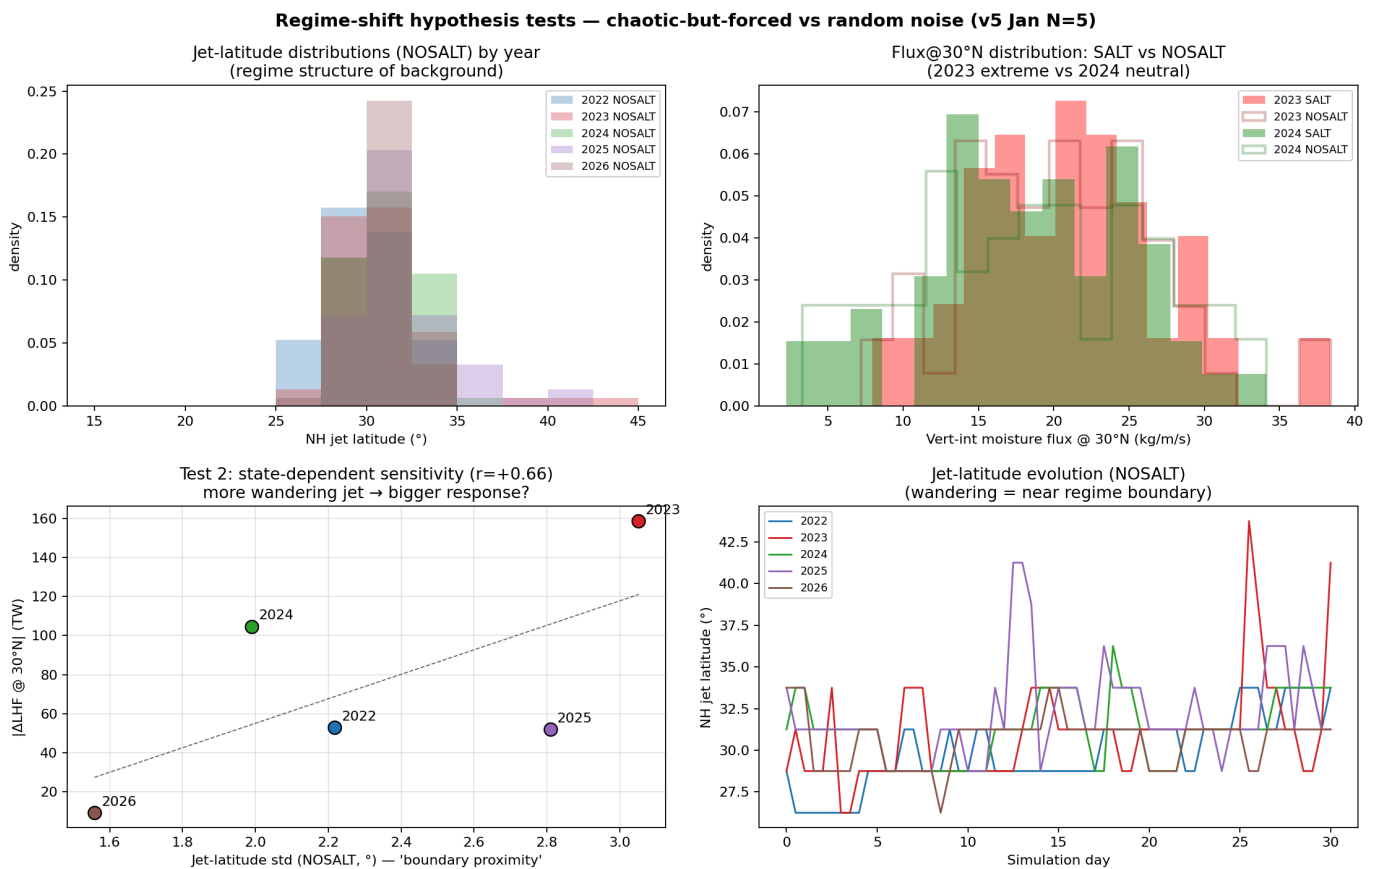 Regime-shift hypothesis tests — chaotic-but-forced vs random noise (v5 Jan N=5)
Jet-latitude distributions (NOSALT) by year
(regime structure of background)
0.25
0.20
0.15
0.10
0.05
0.00
density
15 20 25 30 35 40 45
NH jet latitude (°)
2022 NOSALT
2023 NOSALT
2024 NOSALT
2025 NOSALT
2026 NOSALT
Flux@30°N distribution: SALT vs NOSALT
(2023 extreme vs 2024 neutral)
0.07
0.06
0.05
0.04
0.03
0.02
0.01
0.00
density
5 10 15 20 25 30 35 40
Vert-int moisture flux @ 30°N (kg/m/s)
2023 SALT
2023 NOSALT
2024 SALT
2024 NOSALT
Test 2: state-dependent sensitivity (r=+0.66)
more wandering jet → bigger response?
160
140
120
100
80
60
40
20
|ΔLHF @ 30°N| (TW)
2023
2024
2022
2025
2026
1.6 1.8 2.0 2.2 2.4 2.6 2.8 3.0
Jet-latitude std (NOSALT, °) — 'boundary proximity'
Jet-latitude evolution (NOSALT)
(wandering = near regime boundary)
2022
2023
2024
2025
2026
42.5
40.0
37.5
35.0
32.5
30.0
27.5
NH jet latitude (°)
0 5 10 15 20 25 30
Simulation day